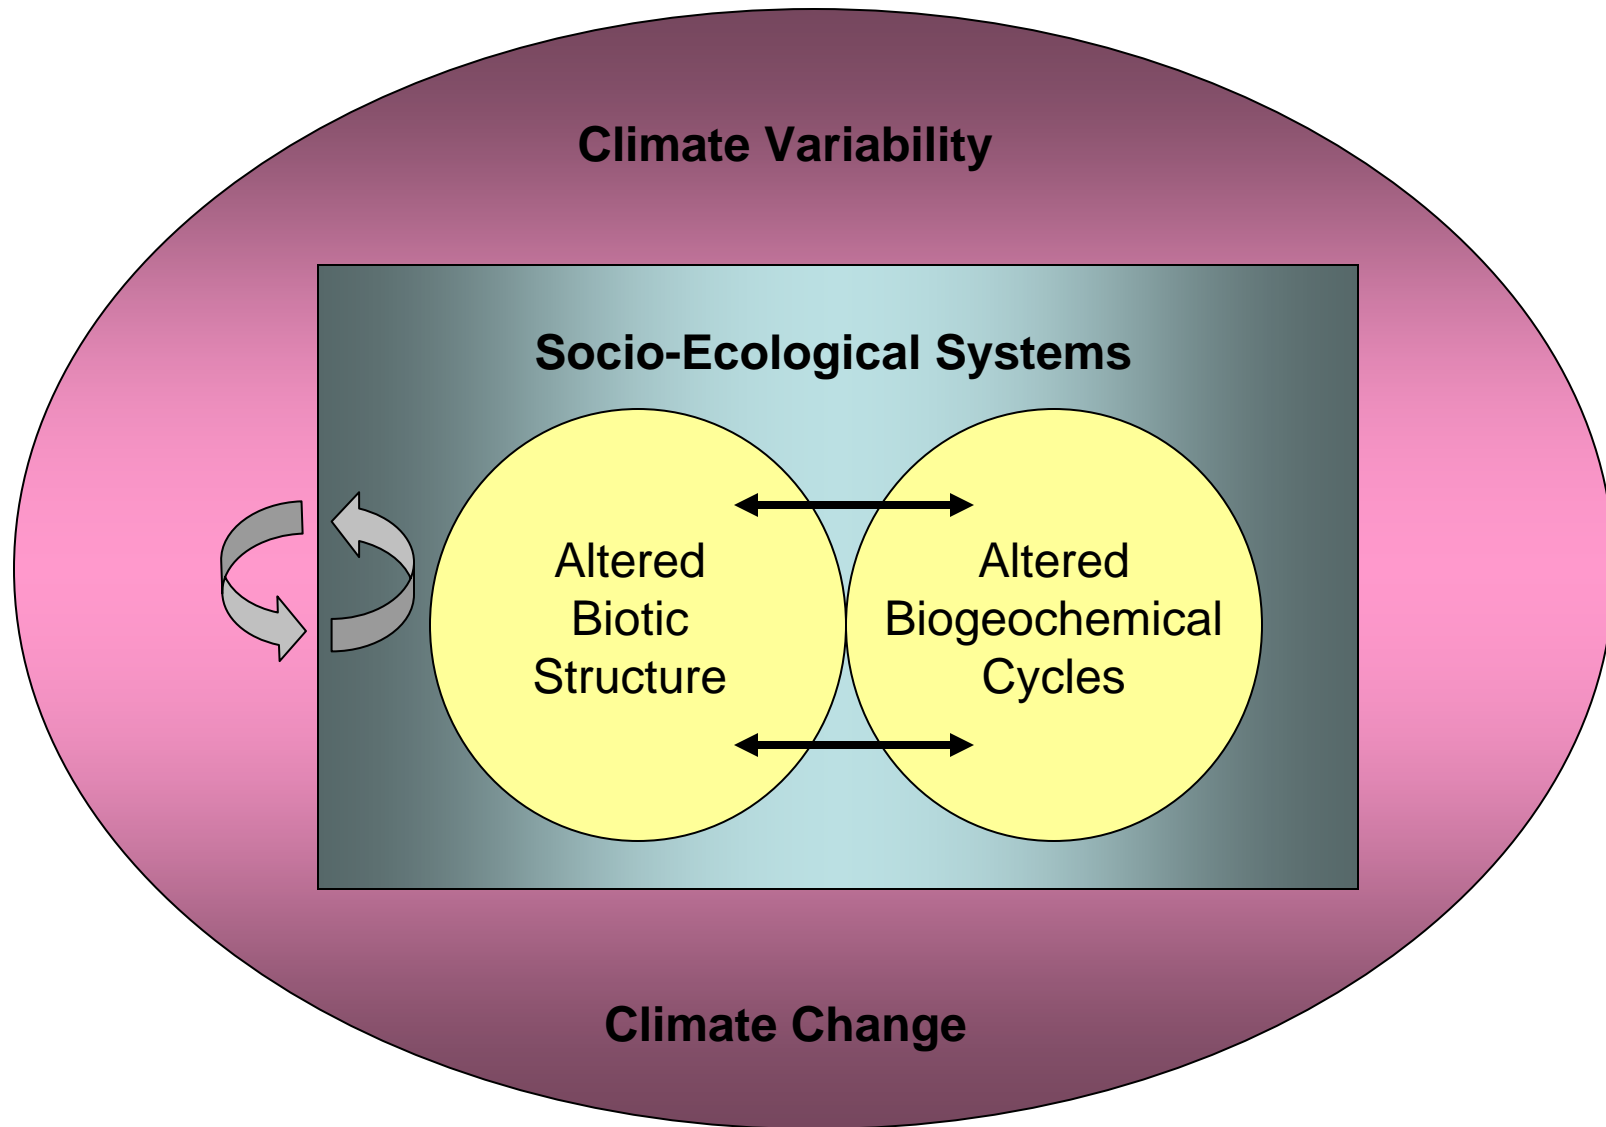 Climate Variability
Socio-Ecological Systems
Altered
Biotic
Structure
Altered
Biogeochemical
Cycles
Climate Change